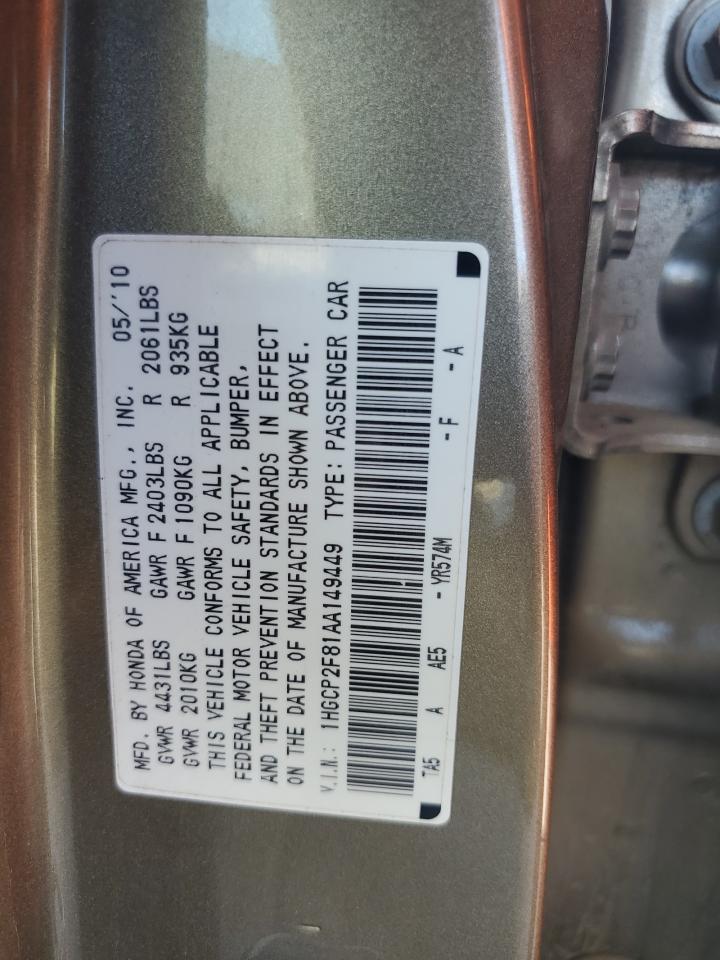 MFD. BY HONDA OF AMERICA MFG., INC. 05/'10
GVWR 4431LBS GAWR F 2403LBS R 2061LBS
GVWR 2010KG GAWR F 1090KG R 935KG
THIS VEHICLE CONFORMS TO ALL APPLICABLE
FEDERAL MOTOR VEHICLE SAFETY, BUMPER,
AND THEFT PREVENTION STANDARDS IN EFFECT
ON THE DATE OF MANUFACTURE SHOWN ABOVE.
V.I.N.: 1HGCP2F81AA149449 TYPE: PASSENGER CAR
TA5 A AE5 - YR574M - F - A